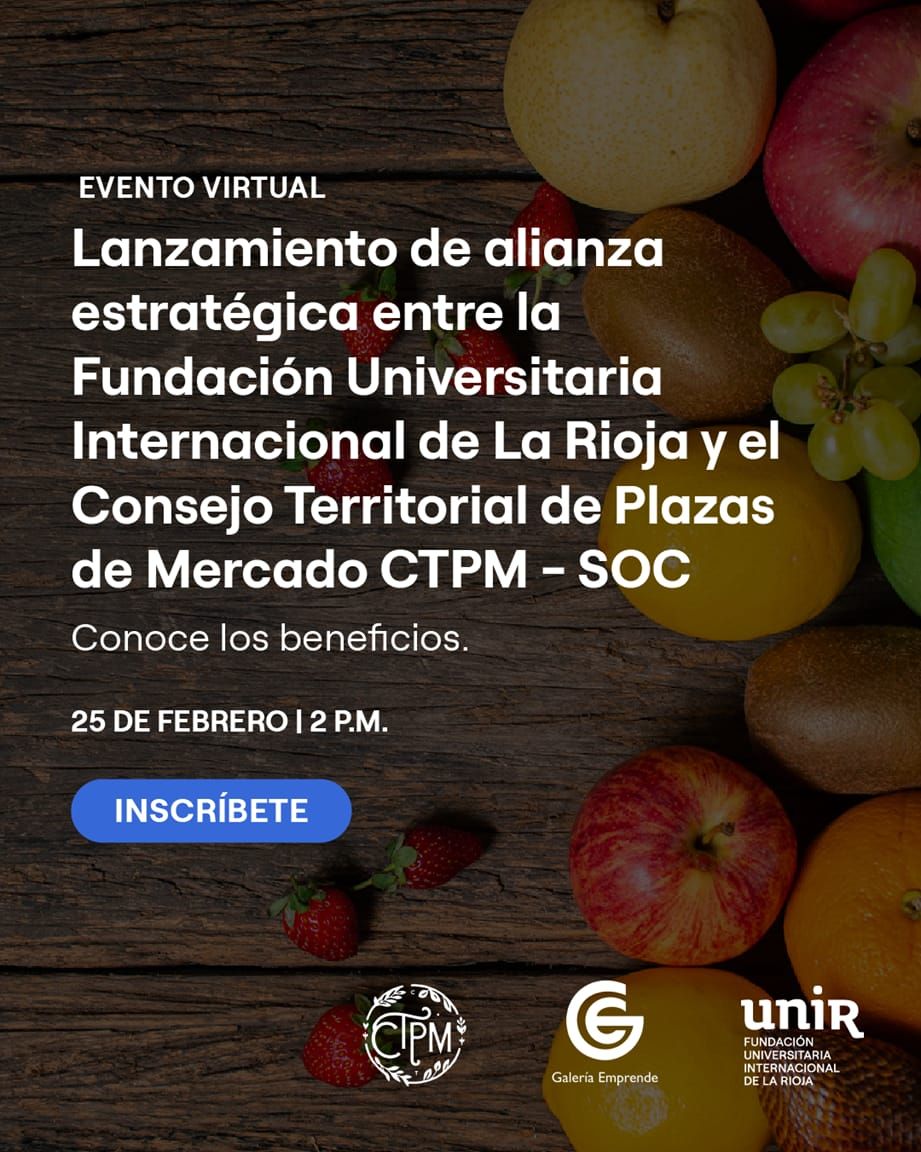 EVENTO VIRTUAL
Lanzamiento de alianza
estratégica entre la
Fundación Universitaria
Internacional de La Rioja y el
Consejo Territorial de Plazas
de Mercado CTPM – SOC
Conoce los beneficios.
25 DE FEBRERO | 2 P.M.
INSCRÍBETE
CTPM
Galería Emprende
unir
FUNDACIÓN
UNIVERSITARIA
INTERNACIONAL
DE LA RIOJA